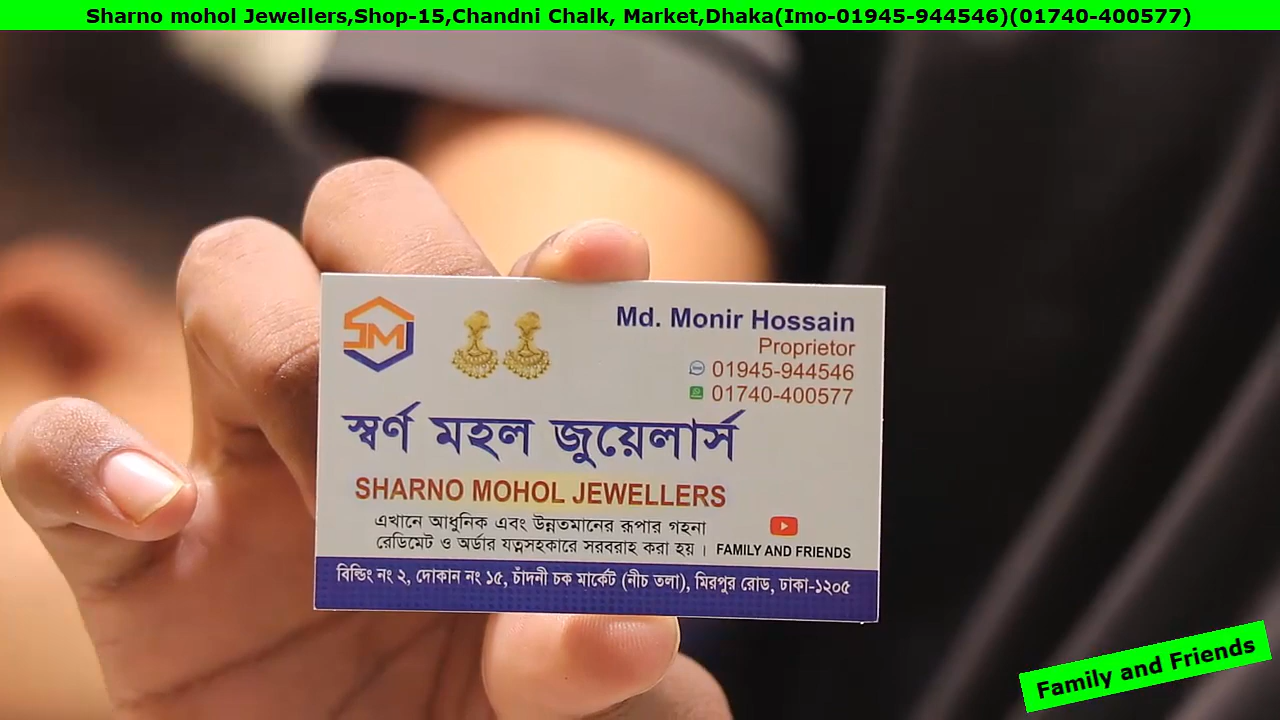 Sharno mohol Jewellers,Shop-15,Chandni Chalk, Market,Dhaka(Imo-01945-944546)(01740-400577)
SM
Md. Monir Hossain
Proprietor
01945-944546
01740-400577
স্বর্ণ মহল জুয়েলার্স
SHARNO MOHOL JEWELLERS
এখানে আধুনিক এবং উন্নতমানের রূপার গহনা
রেডিমেট ও অর্ডার যত্নসহকারে সরবরাহ করা হয় ।
FAMILY AND FRIENDS
বিল্ডিং নং ২, দোকান নং ১৫, চাঁদনী চক মার্কেট (নীচ তলা), মিরপুর রোড, ঢাকা-১২০৫
Family and Friends